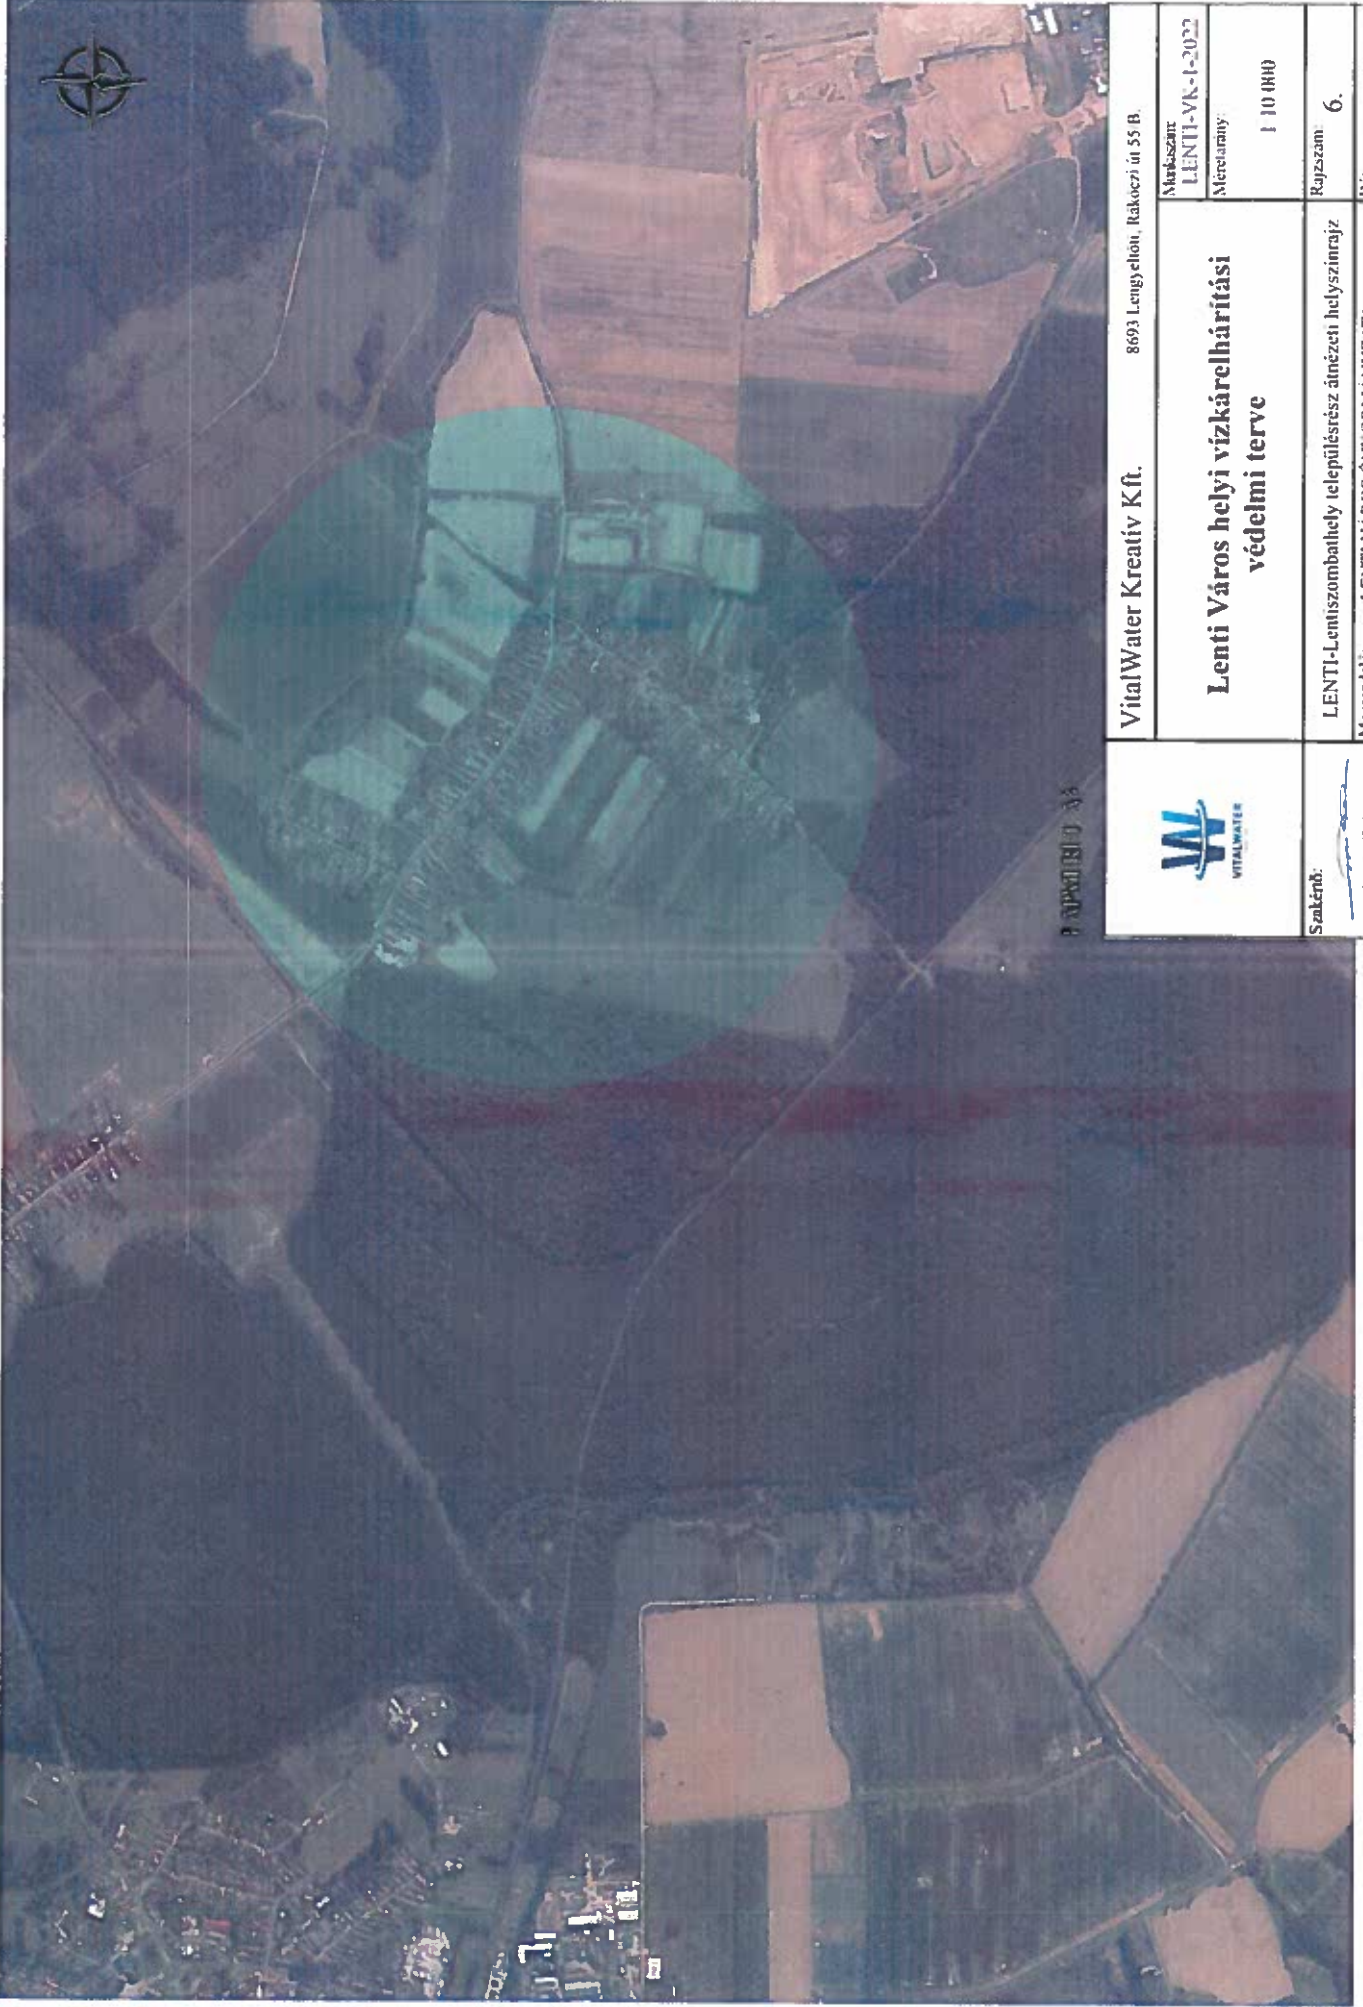 VitalWater Kreatív Kft.
8693 Lengyeltóti, Rákóczi út 55/B.
VITALWATER
Lenti Város helyi vízkárelhárítási
védelmi terve
Munkaszám:
LENTI-VK-1-2022
Méretarány:
1:10 000
Szakértő:
LENTI-Lentiszombathely településrész átnézeti helyszínrajz
Rajzszám:
6.